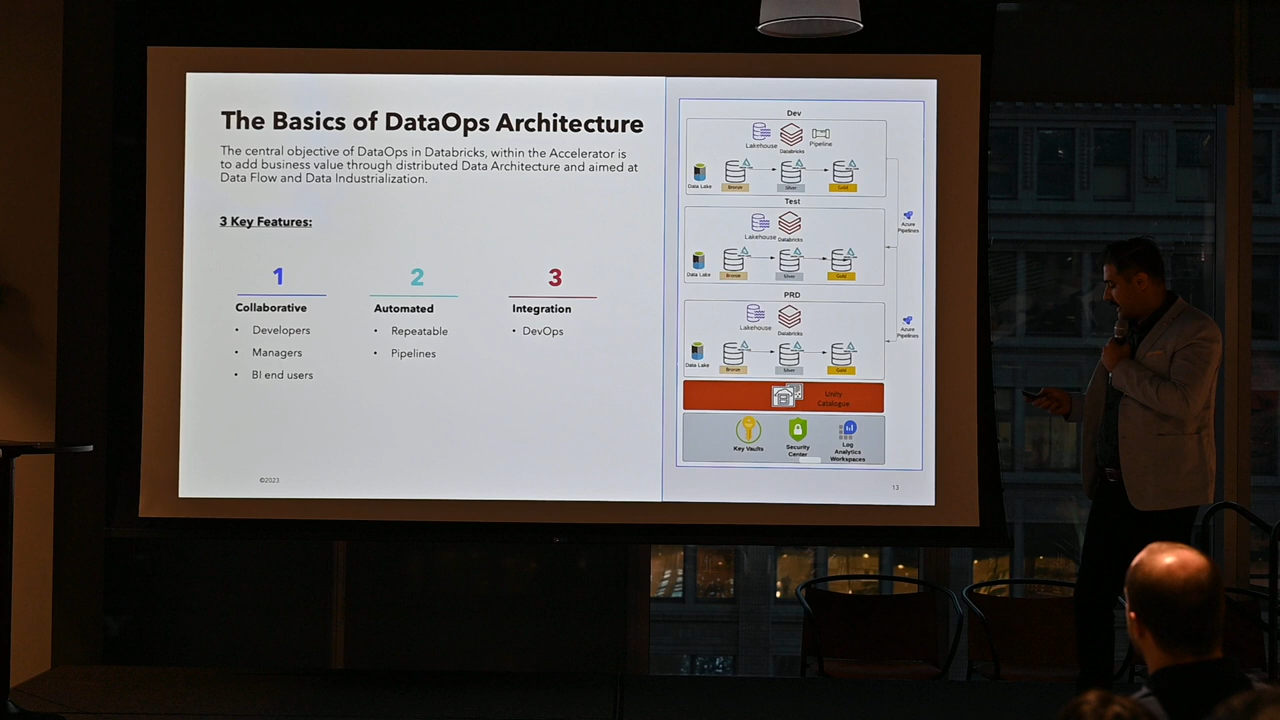 The Basics of DataOps Architecture
The central objective of DataOps in Databricks, within the Accelerator is
to add business value through distributed Data Architecture and aimed at
Data Flow and Data Industrialization.
3 Key Features:
1
Collaborative
• Developers
• Managers
• BI end users
2
Automated
• Repeatable
• Pipelines
3
Integration
• DevOps
©2023
Dev
Lakehouse
Databricks
Pipeline
Data Lake
Bronze
Silver
Gold
Test
Lakehouse
Databricks
Data Lake
Bronze
Silver
Gold
Azure
Pipelines
PRD
Lakehouse
Databricks
Data Lake
Bronze
Silver
Gold
Azure
Pipelines
Unity
Catalogue
Key Vaults
Security
Center
Log
Analytics
Workspaces
13